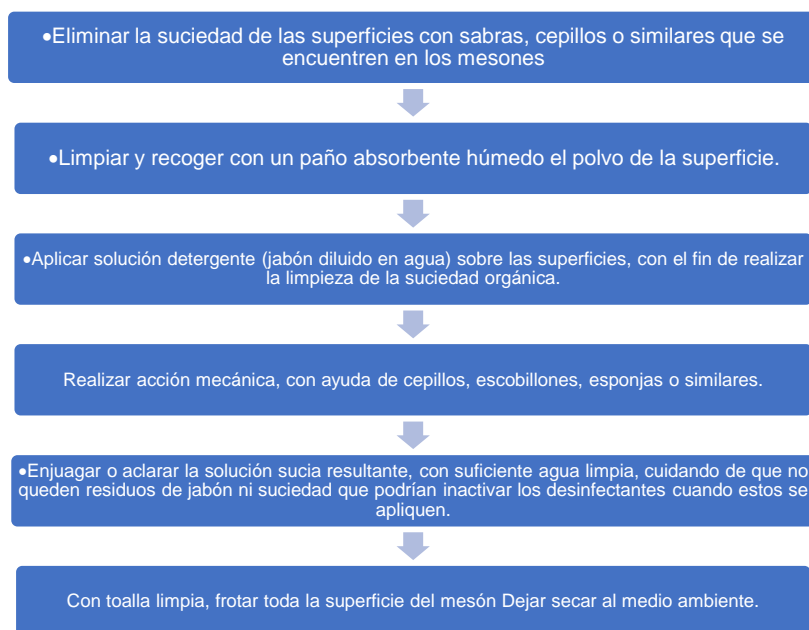 •Eliminar la suciedad de las superficies con sabras, cepillos o similares que se
encuentren en los mesones
•Limpiar y recoger con un paño absorbente húmedo el polvo de la superficie.
•Aplicar solución detergente (jabón diluido en agua) sobre las superficies, con el fin de realizar
la limpieza de la suciedad orgánica.
Realizar acción mecánica, con ayuda de cepillos, escobillones, esponjas o similares.
•Enjuagar o aclarar la solución sucia resultante, con suficiente agua limpia, cuidando de que no
queden residuos de jabón ni suciedad que podrían inactivar los desinfectantes cuando estos se
apliquen.
Con toalla limpia, frotar toda la superficie del mesón Dejar secar al medio ambiente.